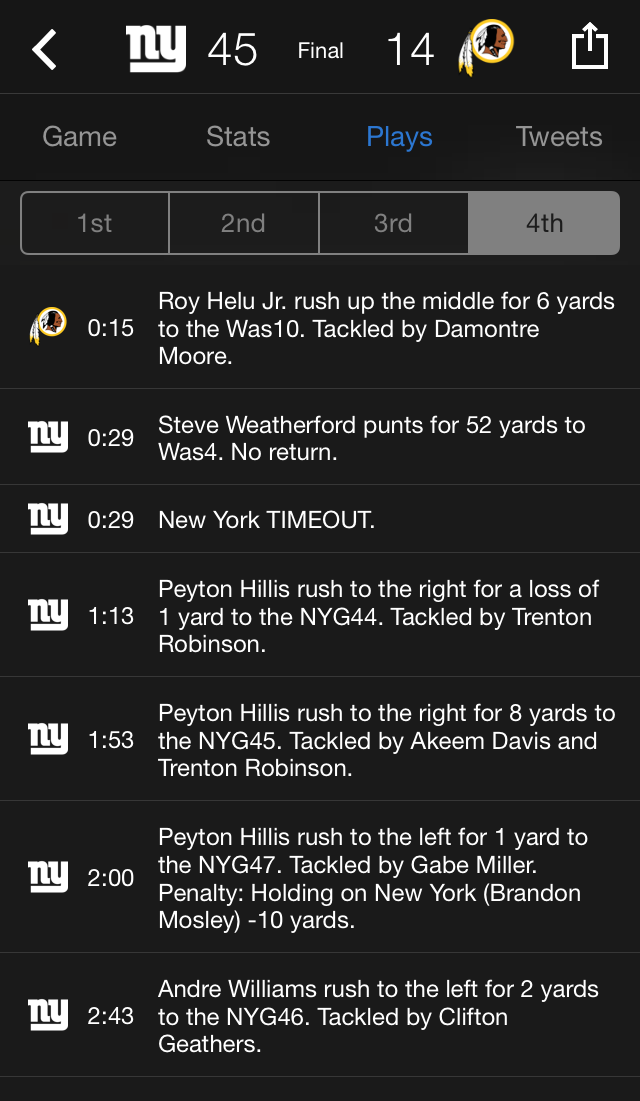 ny 45 Final 14
Game Stats Plays Tweets
1st 2nd 3rd 4th
0:15 Roy Helu Jr. rush up the middle for 6 yards
to the Was10. Tackled by Damontre
Moore.
ny 0:29 Steve Weatherford punts for 52 yards to
Was4. No return.
ny 0:29 New York TIMEOUT.
ny 1:13 Peyton Hillis rush to the right for a loss of
1 yard to the NYG44. Tackled by Trenton
Robinson.
ny 1:53 Peyton Hillis rush to the right for 8 yards to
the NYG45. Tackled by Akeem Davis and
Trenton Robinson.
ny 2:00 Peyton Hillis rush to the left for 1 yard to
the NYG47. Tackled by Gabe Miller.
Penalty: Holding on New York (Brandon
Mosley) -10 yards.
ny 2:43 Andre Williams rush to the left for 2 yards
to the NYG46. Tackled by Clifton
Geathers.